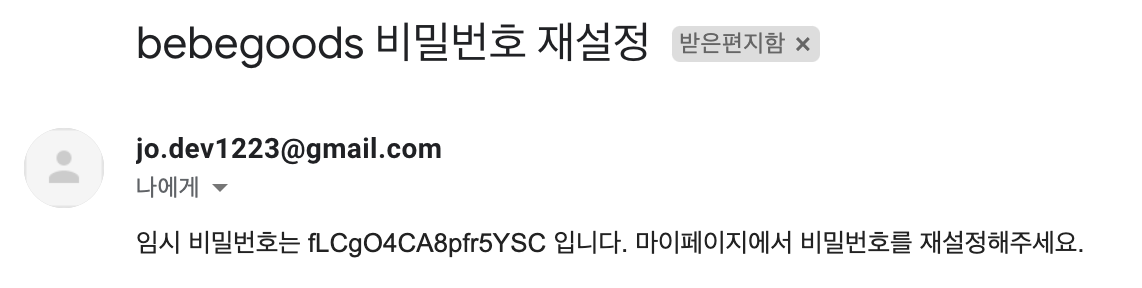 bebegoods 비밀번호 재설정 받은편지함 ×
jo.dev1223@gmail.com
나에게
임시 비밀번호는 fLCgO4CA8pfr5YSC 입니다. 마이페이지에서 비밀번호를 재설정해주세요.